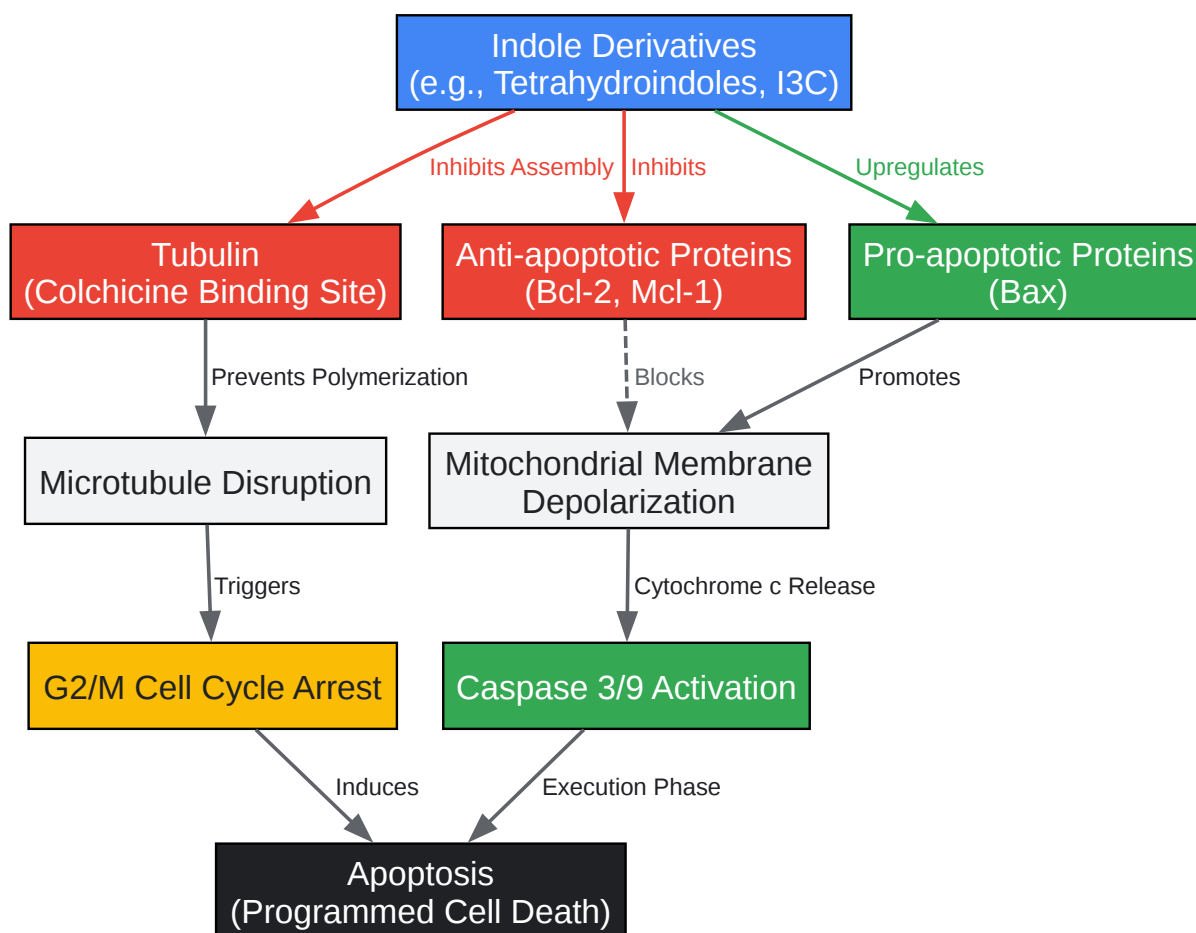 Indole Derivatives
(e.g., Tetrahydroindoles, I3C)
Inhibits Assembly
Inhibits
Upregulates
Tubulin
(Colchicine Binding Site)
Anti-apoptotic Proteins
(Bcl-2, Mcl-1)
Pro-apoptotic Proteins
(Bax)
Prevents Polymerization
Blocks
Promotes
Microtubule Disruption
Mitochondrial Membrane
Depolarization
Triggers
Cytochrome c Release
G2/M Cell Cycle Arrest
Caspase 3/9 Activation
Induces
Execution Phase
Apoptosis
(Programmed Cell Death)